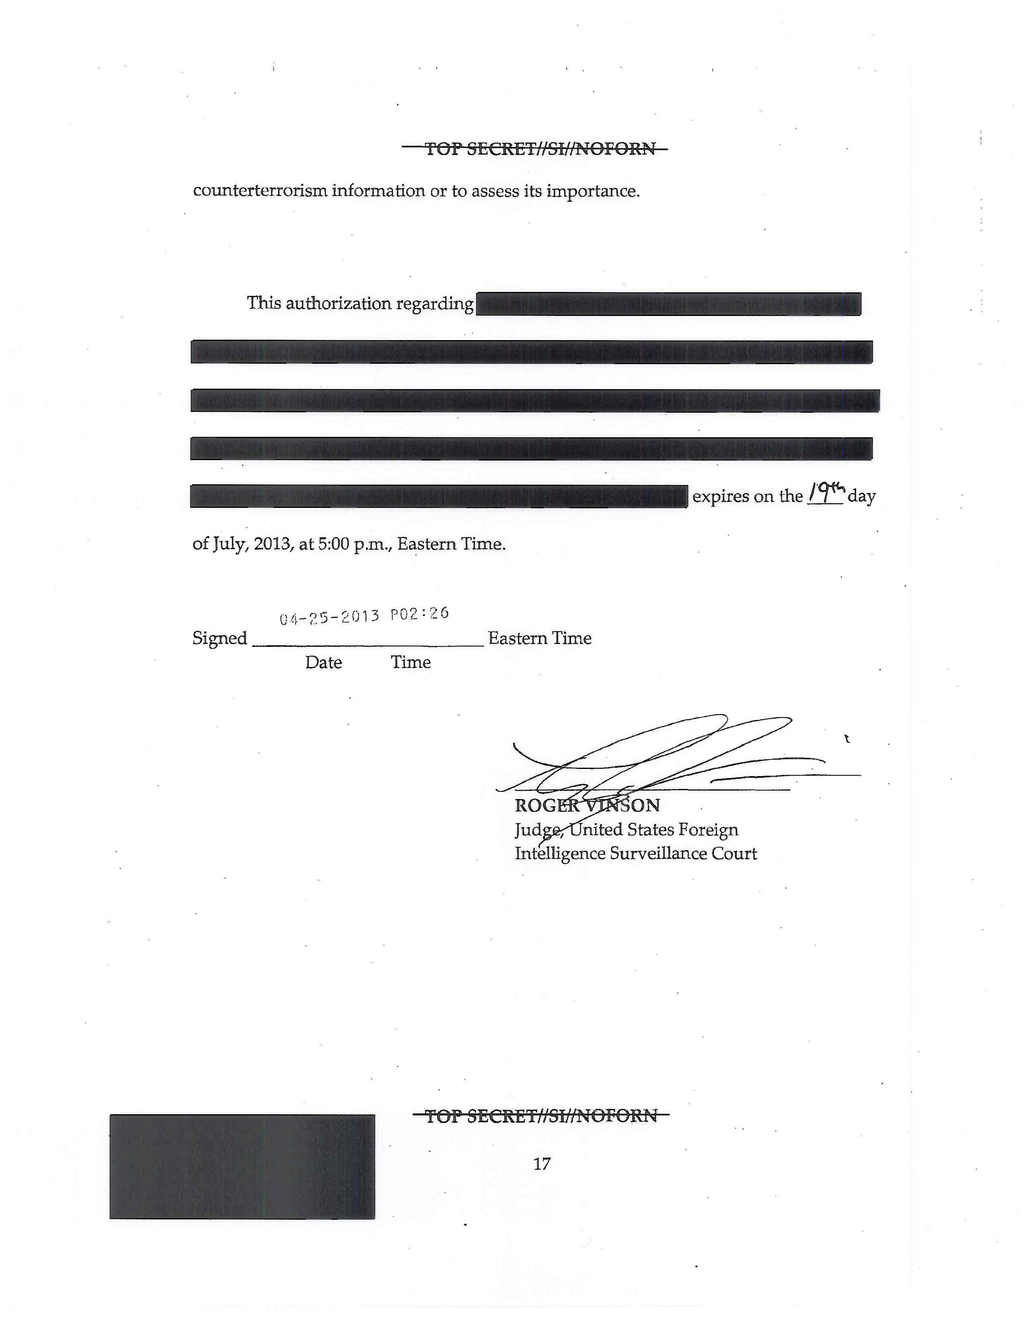 TOP SECRET//SI//NOFORN
counterterrorism information or to assess its importance.
This authorization regarding
expires on the 19th day
of July, 2013, at 5:00 p.m., Eastern Time.
04-25-2013 P02:26
Signed Eastern Time
Date Time
ROGER VINSON
Judge, United States Foreign
Intelligence Surveillance Court
TOP SECRET//SI//NOFORN
17